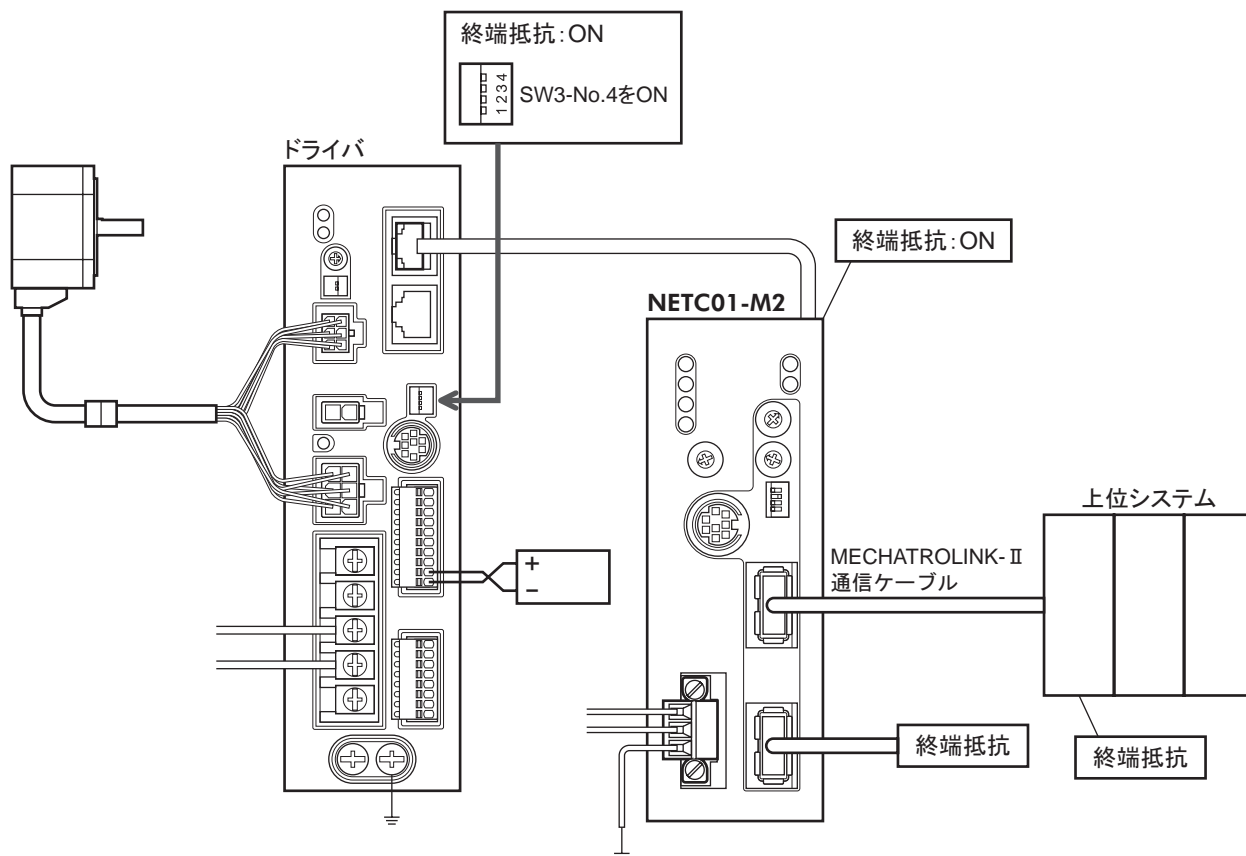 終端抵抗:ON
1234
SW3-No.4をON
ドライバ
終端抵抗:ON
NETC01-M2
上位システム
MECHATROLINK-Ⅱ
通信ケーブル
+
-
終端抵抗
終端抵抗